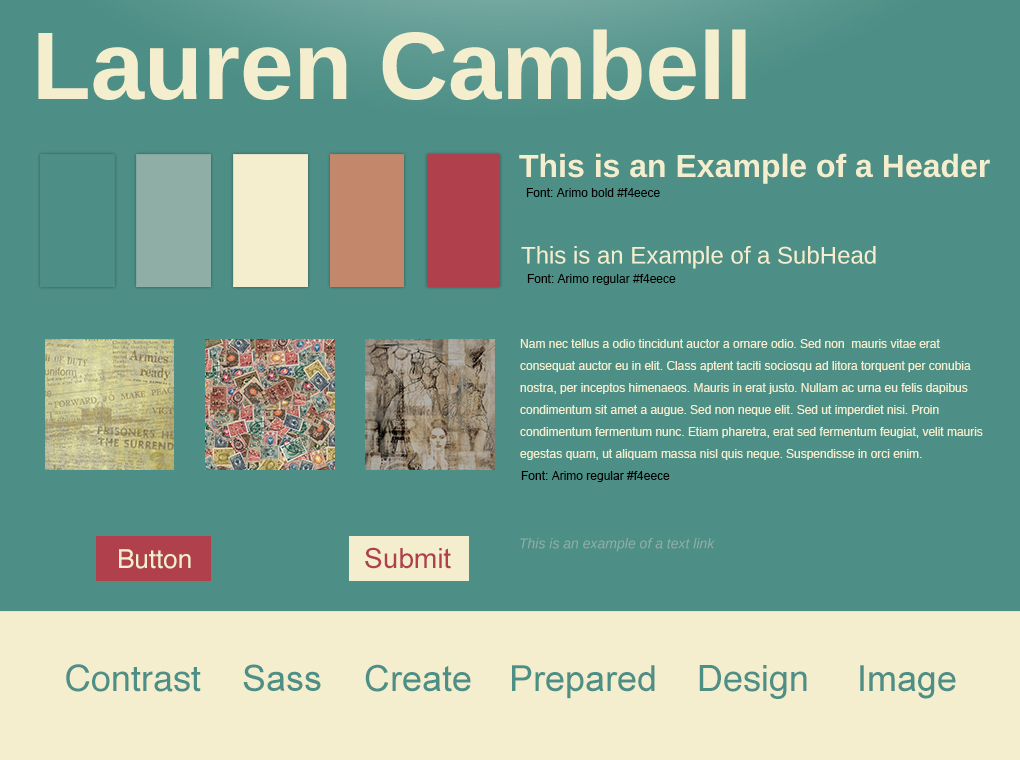 Lauren Cambell
This is an Example of a Header
Font: Arimo bold #f4eece
This is an Example of a SubHead
Font: Arimo regular #f4eece
OF DUTY
uniform
Armies
ready
"FORWARD TO MAKE PEACE
VICT
PRISONERS HE
THE SURREND
Nam nec tellus a odio tincidunt auctor a ornare odio. Sed non  mauris vitae erat
consequat auctor eu in elit. Class aptent taciti sociosqu ad litora torquent per conubia
nostra, per inceptos himenaeos. Mauris in erat justo. Nullam ac urna eu felis dapibus
condimentum sit amet a augue. Sed non neque elit. Sed ut imperdiet nisi. Proin
condimentum fermentum nunc. Etiam pharetra, erat sed fermentum feugiat, velit mauris
egestas quam, ut aliquam massa nisl quis neque. Suspendisse in orci enim.
Font: Arimo regular #f4eece
Button
Submit
This is an example of a text link
Contrast Sass Create Prepared Design Image